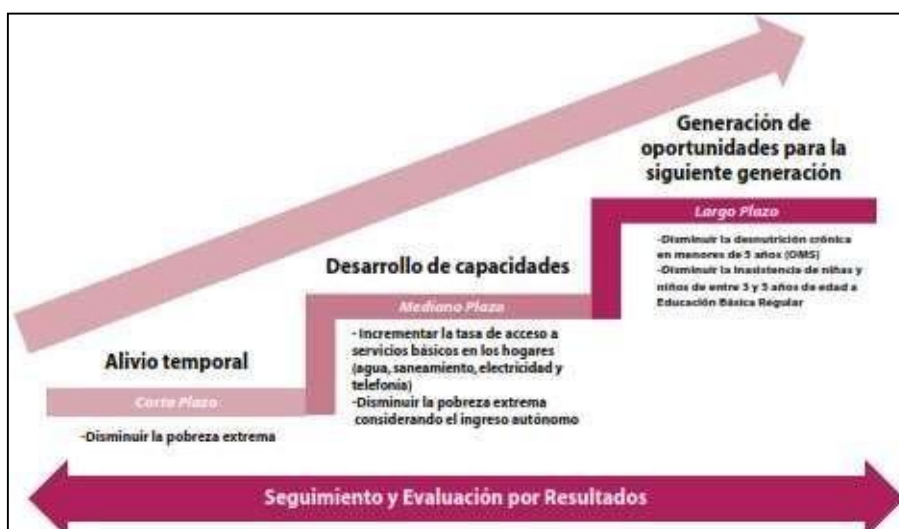 Generación de
oportunidades para la
siguiente generación
Largo Plazo
-Disminuir la desnutrición crónica
en menores de 5 años (OMS)
-Disminuir la inasistencia de niñas y
niños de entre 3 y 5 años de edad a
Educación Básica Regular
Desarrollo de capacidades
Mediano Plazo
-Incrementar la tasa de acceso a
servicios básicos en los hogares
(agua, saneamiento, electricidad y
telefonía)
-Disminuir la pobreza extrema
considerando el ingreso autónomo
Alivio temporal
Corto Plazo
-Disminuir la pobreza extrema
Seguimiento y Evaluación por Resultados